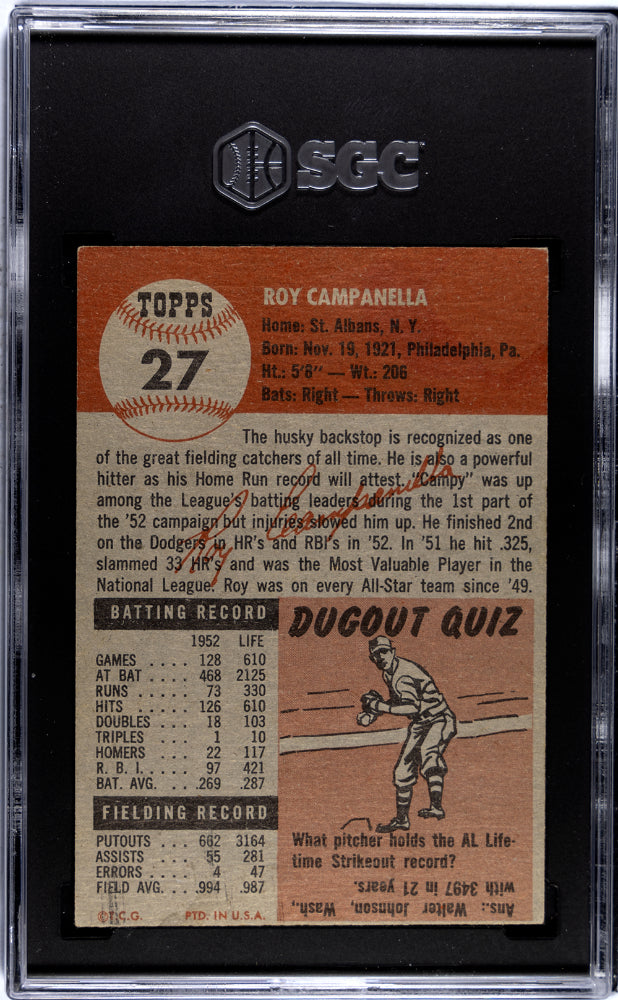 SGC
TOPPS
27
ROY CAMPANELLA
Home: St. Albans, N. Y.
Born: Nov. 19, 1921, Philadelphia, Pa.
Ht.: 5'8" — Wt.: 206
Bats: Right — Throws: Right
The husky backstop is recognized as one
of the great fielding catchers of all time. He is also a powerful
hitter as his Home Run record will attest. "Campy" was up
among the League's batting leaders during the 1st part of
the '52 campaign but injuries slowed him up. He finished 2nd
on the Dodgers in HR's and RBI's in '52. In '51 he hit .325,
slammed 33 HR's and was the Most Valuable Player in the
National League. Roy was on every All-Star team since '49.
Roy Campanella
BATTING RECORD
1952 LIFE
GAMES .... 128 610
AT BAT .... 468 2125
RUNS .... 73 330
HITS .... 126 610
DOUBLES ... 18 103
TRIPLES ... 1 10
HOMERS ... 22 117
R. B. I. .... 97 421
BAT. AVG. ... .269 .287
FIELDING RECORD
PUTOUTS ... 662 3164
ASSISTS ... 55 281
ERRORS .... 4 47
FIELD AVG. .. .994 .987
©T.C.G. PTD. IN U.S.A.
DUGOUT QUIZ
What pitcher holds the AL Life-
time Strikeout record?
Ans.: Walter Johnson, Wash.,
with 3497 in 21 years.